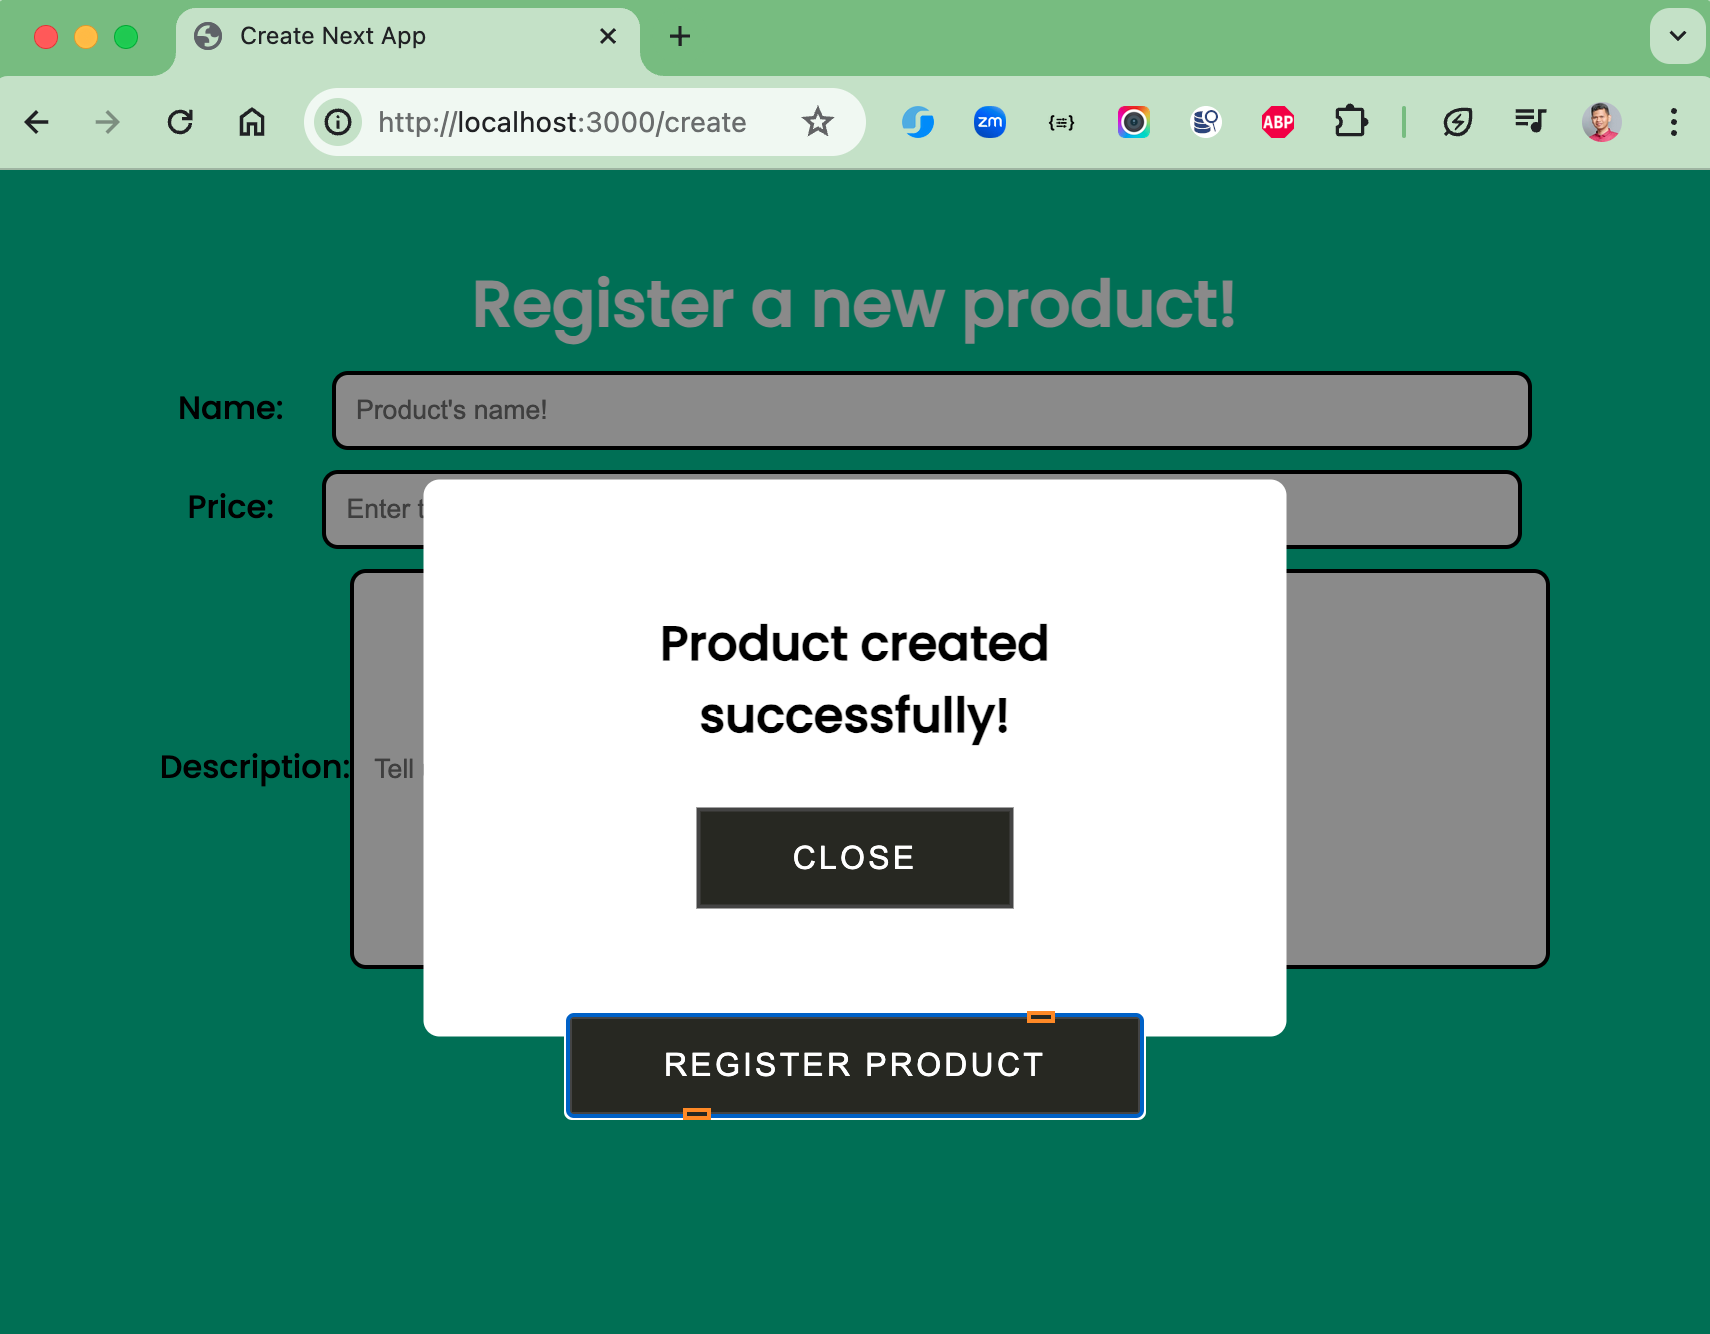 Create Next App
http://localhost:3000/create
zm
{≡}
ABP
Register a new product!
Name:
Product's name!
Price:
Enter
Product created
successfully!
Description:
Tell
CLOSE
REGISTER PRODUCT